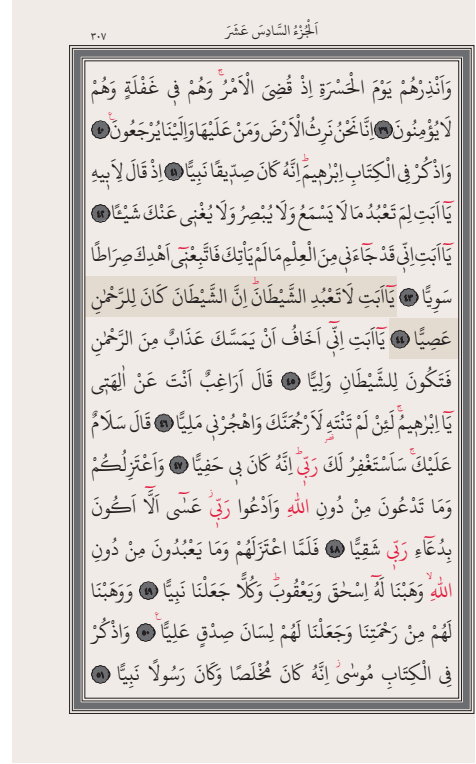 اَلْجُزْءُ السَّادِسَ عَشَرَ
٣٠٧
وَاَنْذِرْهُمْ يَوْمَ الْحَسْرَةِ اِذْ قُضِىَ الْاَمْرُۢ وَهُمْ فٖى غَفْلَةٍ وَهُمْ
لَا يُؤْمِنُونَ ﴿٣٩﴾ اِنَّا نَحْنُ نَرِثُ الْاَرْضَ وَمَنْ عَلَيْهَا وَاِلَيْنَا يُرْجَعُونَ ﴿٤٠﴾
وَاذْكُرْ فِى الْكِتَابِ اِبْرٰهٖيمَۜ اِنَّهُ كَانَ صِدّٖيقًا نَبِيًّا ﴿٤١﴾ اِذْ قَالَ لِاَبٖيهِ
يَٓا اَبَتِ لِمَ تَعْبُدُ مَا لَا يَسْمَعُ وَلَا يُبْصِرُ وَلَا يُغْنٖى عَنْكَ شَيْـًٔا ﴿٤٢﴾
يَٓا اَبَتِ اِنّٖى قَدْ جَٓاءَنٖى مِنَ الْعِلْمِ مَا لَمْ يَاْتِكَ فَاتَّبِعْنٖٓى اَهْدِكَ صِرَاطًا
سَوِيًّا ﴿٤٣﴾ يَٓا اَبَتِ لَا تَعْبُدِ الشَّيْطَانَۜ اِنَّ الشَّيْطَانَ كَانَ لِلرَّحْمٰنِ
عَصِيًّا ﴿٤٤﴾ يَٓا اَبَتِ اِنّٖٓى اَخَافُ اَنْ يَمَسَّكَ عَذَابٌ مِنَ الرَّحْمٰنِ
فَتَكُونَ لِلشَّيْطَانِ وَلِيًّا ﴿٤٥﴾ قَالَ اَرَاغِبٌ اَنْتَ عَنْ اٰلِهَتٖى
يَٓا اِبْرٰهٖيمُۚ لَئِنْ لَمْ تَنْتَهِ لَاَرْجُمَنَّكَ وَاهْجُرْنٖى مَلِيًّا ﴿٤٦﴾ قَالَ سَلَامٌ
عَلَيْكَۚ سَاَسْتَغْفِرُ لَكَ رَبّٖىۜ اِنَّهُ كَانَ بٖى حَفِيًّا ﴿٤٧﴾ وَاَعْتَزِلُكُمْ
وَمَا تَدْعُونَ مِنْ دُونِ اللّٰهِ وَاَدْعُوا رَبّٖىۘ عَسٰٓى اَلَّٓا اَكُونَ
بِدُعَٓاءِ رَبّٖى شَقِيًّا ﴿٤٨﴾ فَلَمَّا اعْتَزَلَهُمْ وَمَا يَعْبُدُونَ مِنْ دُونِ
اللّٰهِۙ وَهَبْنَا لَهُٓ اِسْحٰقَ وَيَعْقُوبَۜ وَكُلًّا جَعَلْنَا نَبِيًّا ﴿٤٩﴾ وَوَهَبْنَا
لَهُمْ مِنْ رَحْمَتِنَا وَجَعَلْنَا لَهُمْ لِسَانَ صِدْقٍ عَلِيًّا ﴿٥٠﴾ وَاذْكُرْ
فِى الْكِتَابِ مُوسٰىۘ اِنَّهُ كَانَ مُخْلَصًا وَكَانَ رَسُولًا نَبِيًّا ﴿٥١﴾